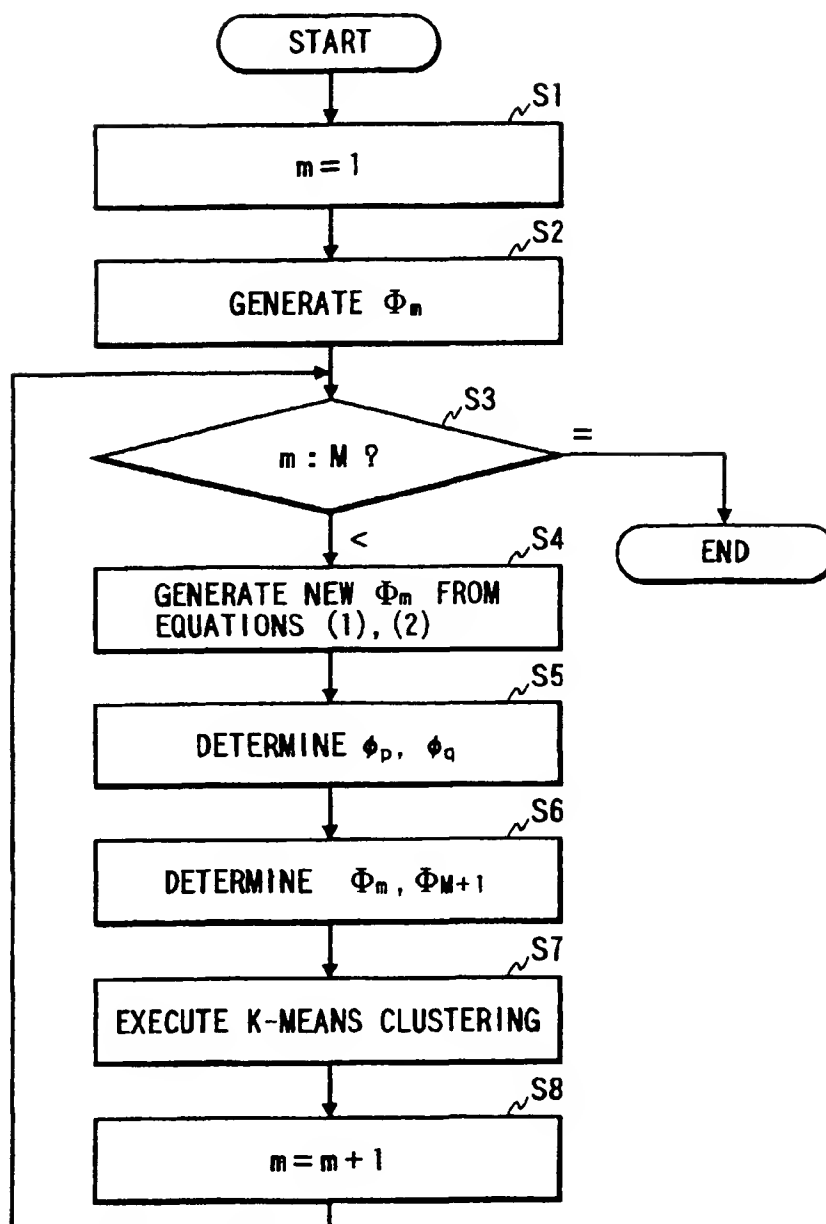 START
S1
m = 1
S2
GENERATE Φm
S3
m : M ?
=
<
S4
END
GENERATE NEW Φm FROM
EQUATIONS (1), (2)
S5
DETERMINE ϕp, ϕq
S6
DETERMINE Φm, ΦM+1
S7
EXECUTE K-MEANS CLUSTERING
S8
m = m + 1